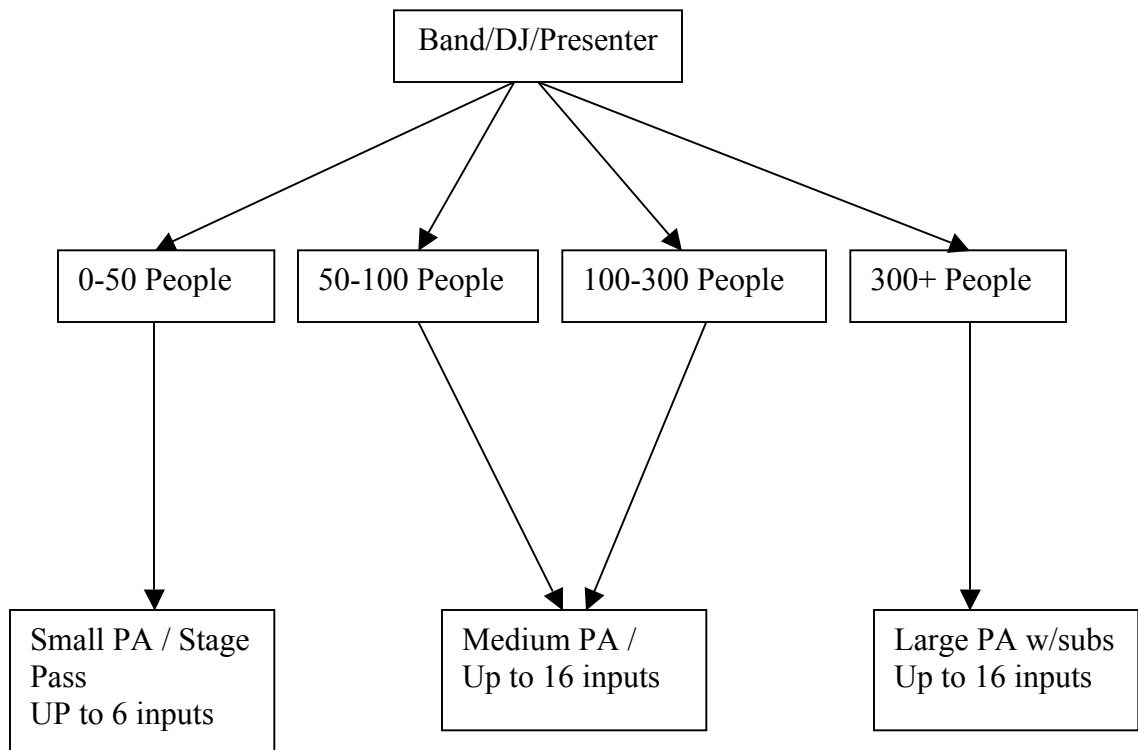 Band/DJ/Presenter
0-50 People
50-100 People
100-300 People
300+ People
Small PA / Stage
Pass
UP to 6 inputs
Medium PA /
Up to 16 inputs
Large PA w/subs
Up to 16 inputs